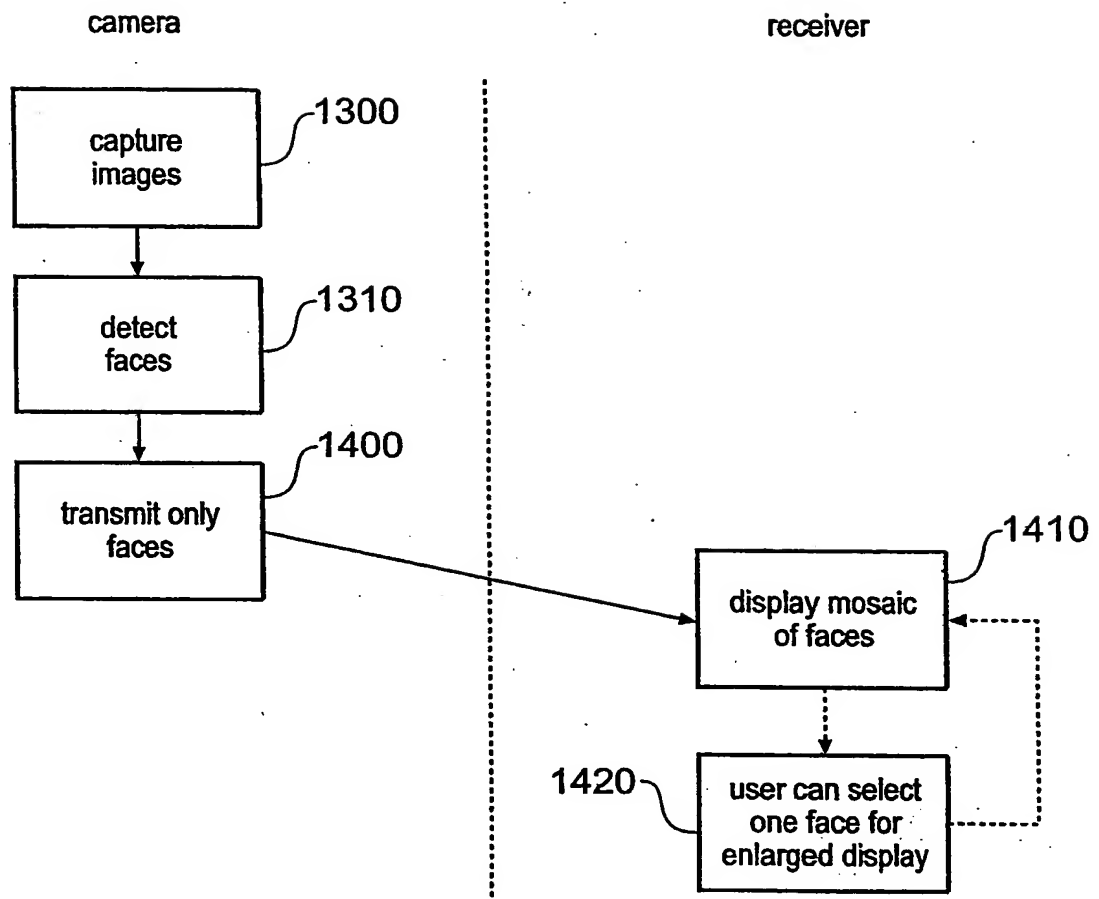 camera
receiver
1300
capture
images
1310
detect
faces
1400
transmit only
faces
1410
display mosaic
of faces
1420
user can select
one face for
enlarged display